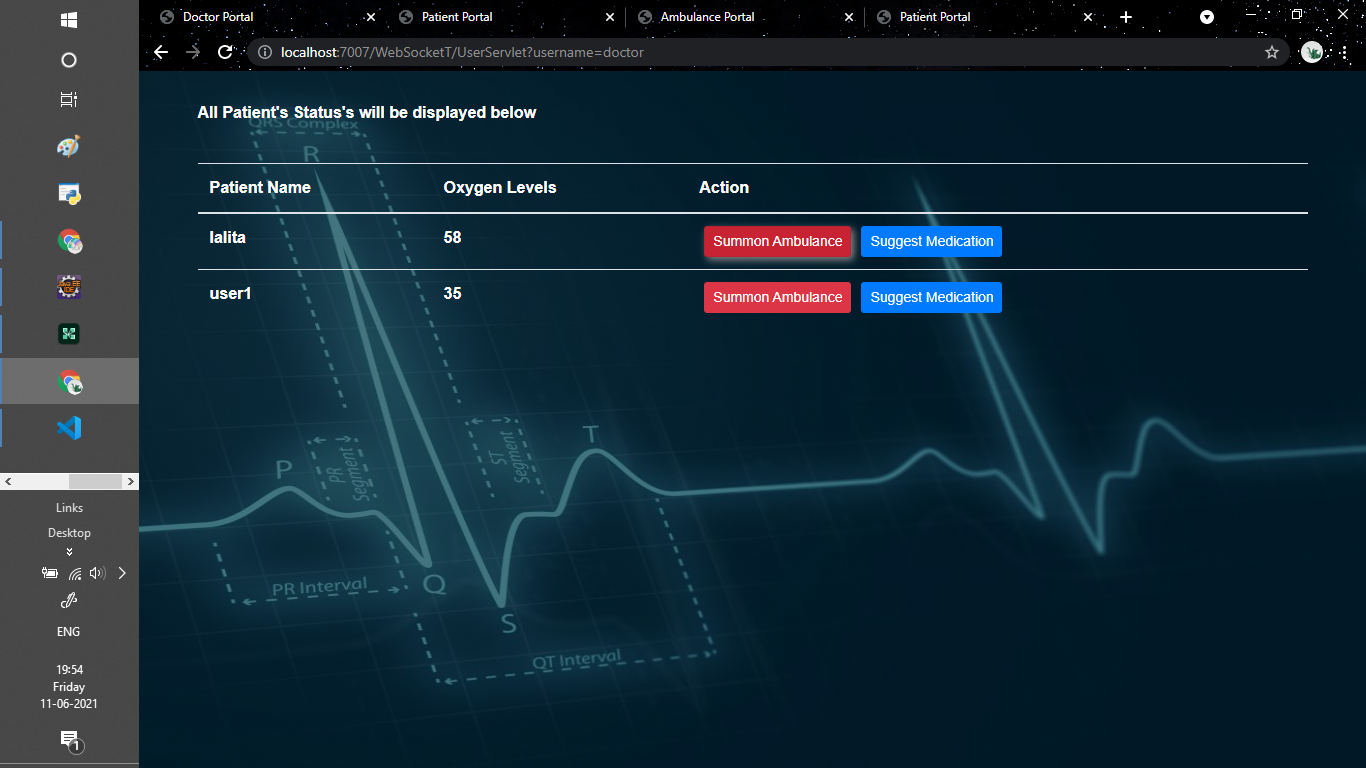 Doctor Portal
Patient Portal
Ambulance Portal
Patient Portal
localhost:7007/WebSocketT/UserServlet?username=doctor
All Patient's Status's will be displayed below
QRS Complex
R
Patient Name Oxygen Levels Action
lalita 58 Summon Ambulance Suggest Medication
user1 35 Summon Ambulance Suggest Medication
P
PR
Segment
ST
Segment
T
PR Interval
Q
S
QT Interval
Links
Desktop
ENG
19:54
Friday
11-06-2021
1